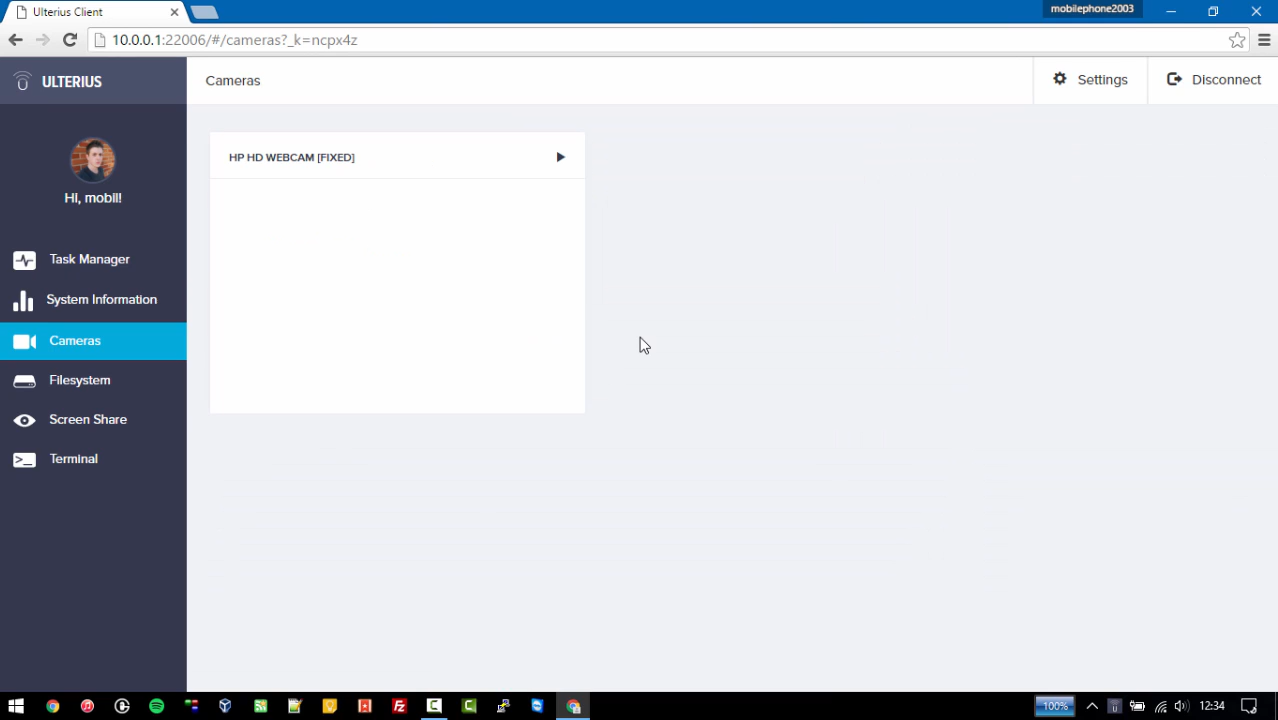 Ulterius Client
mobilephone2003
10.0.0.1:22006/#/cameras?_k=ncpx4z
ULTERIUS
Cameras
Settings
Disconnect
HP HD WEBCAM [FIXED]
Hi, mobil!
Task Manager
System Information
Cameras
Filesystem
Screen Share
Terminal
100%
12:34